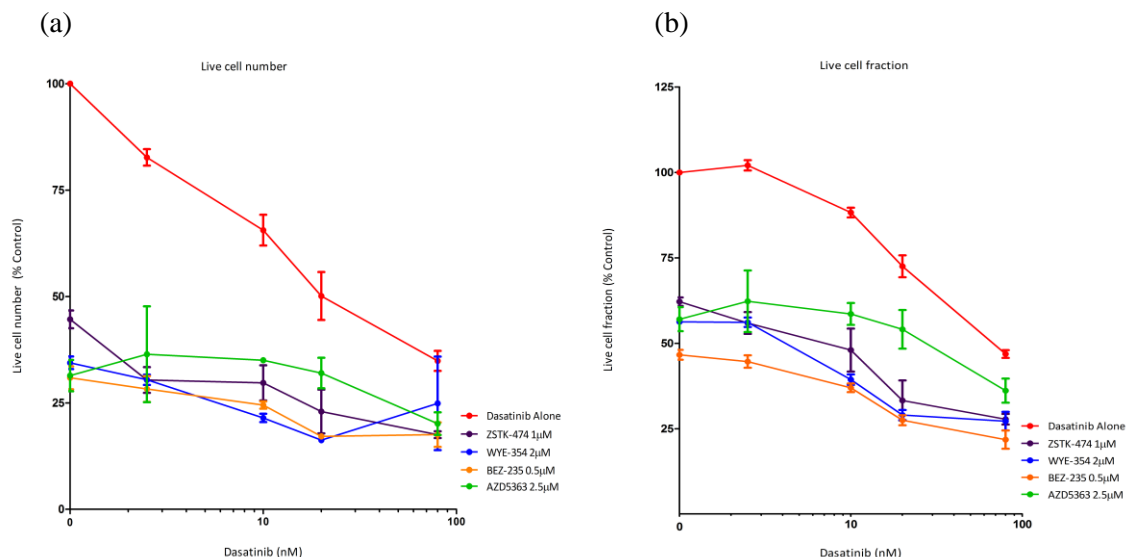 (a)
Live cell number
100
75
50
25
0
Live cell number (% Control)
0
10
100
Dasatinib (nM)
Dasatinib Alone
ZSTK-474 1µM
WYE-354 2µM
BEZ-235 0.5µM
AZD5363 2.5µM
(b)
Live cell fraction
125
100
75
50
25
Live cell fraction (% Control)
0
10
100
Dasatinib (nM)
Dasatinib Alone
ZSTK-474 1µM
WYE-354 2µM
BEZ-235 0.5µM
AZD5363 2.5µM